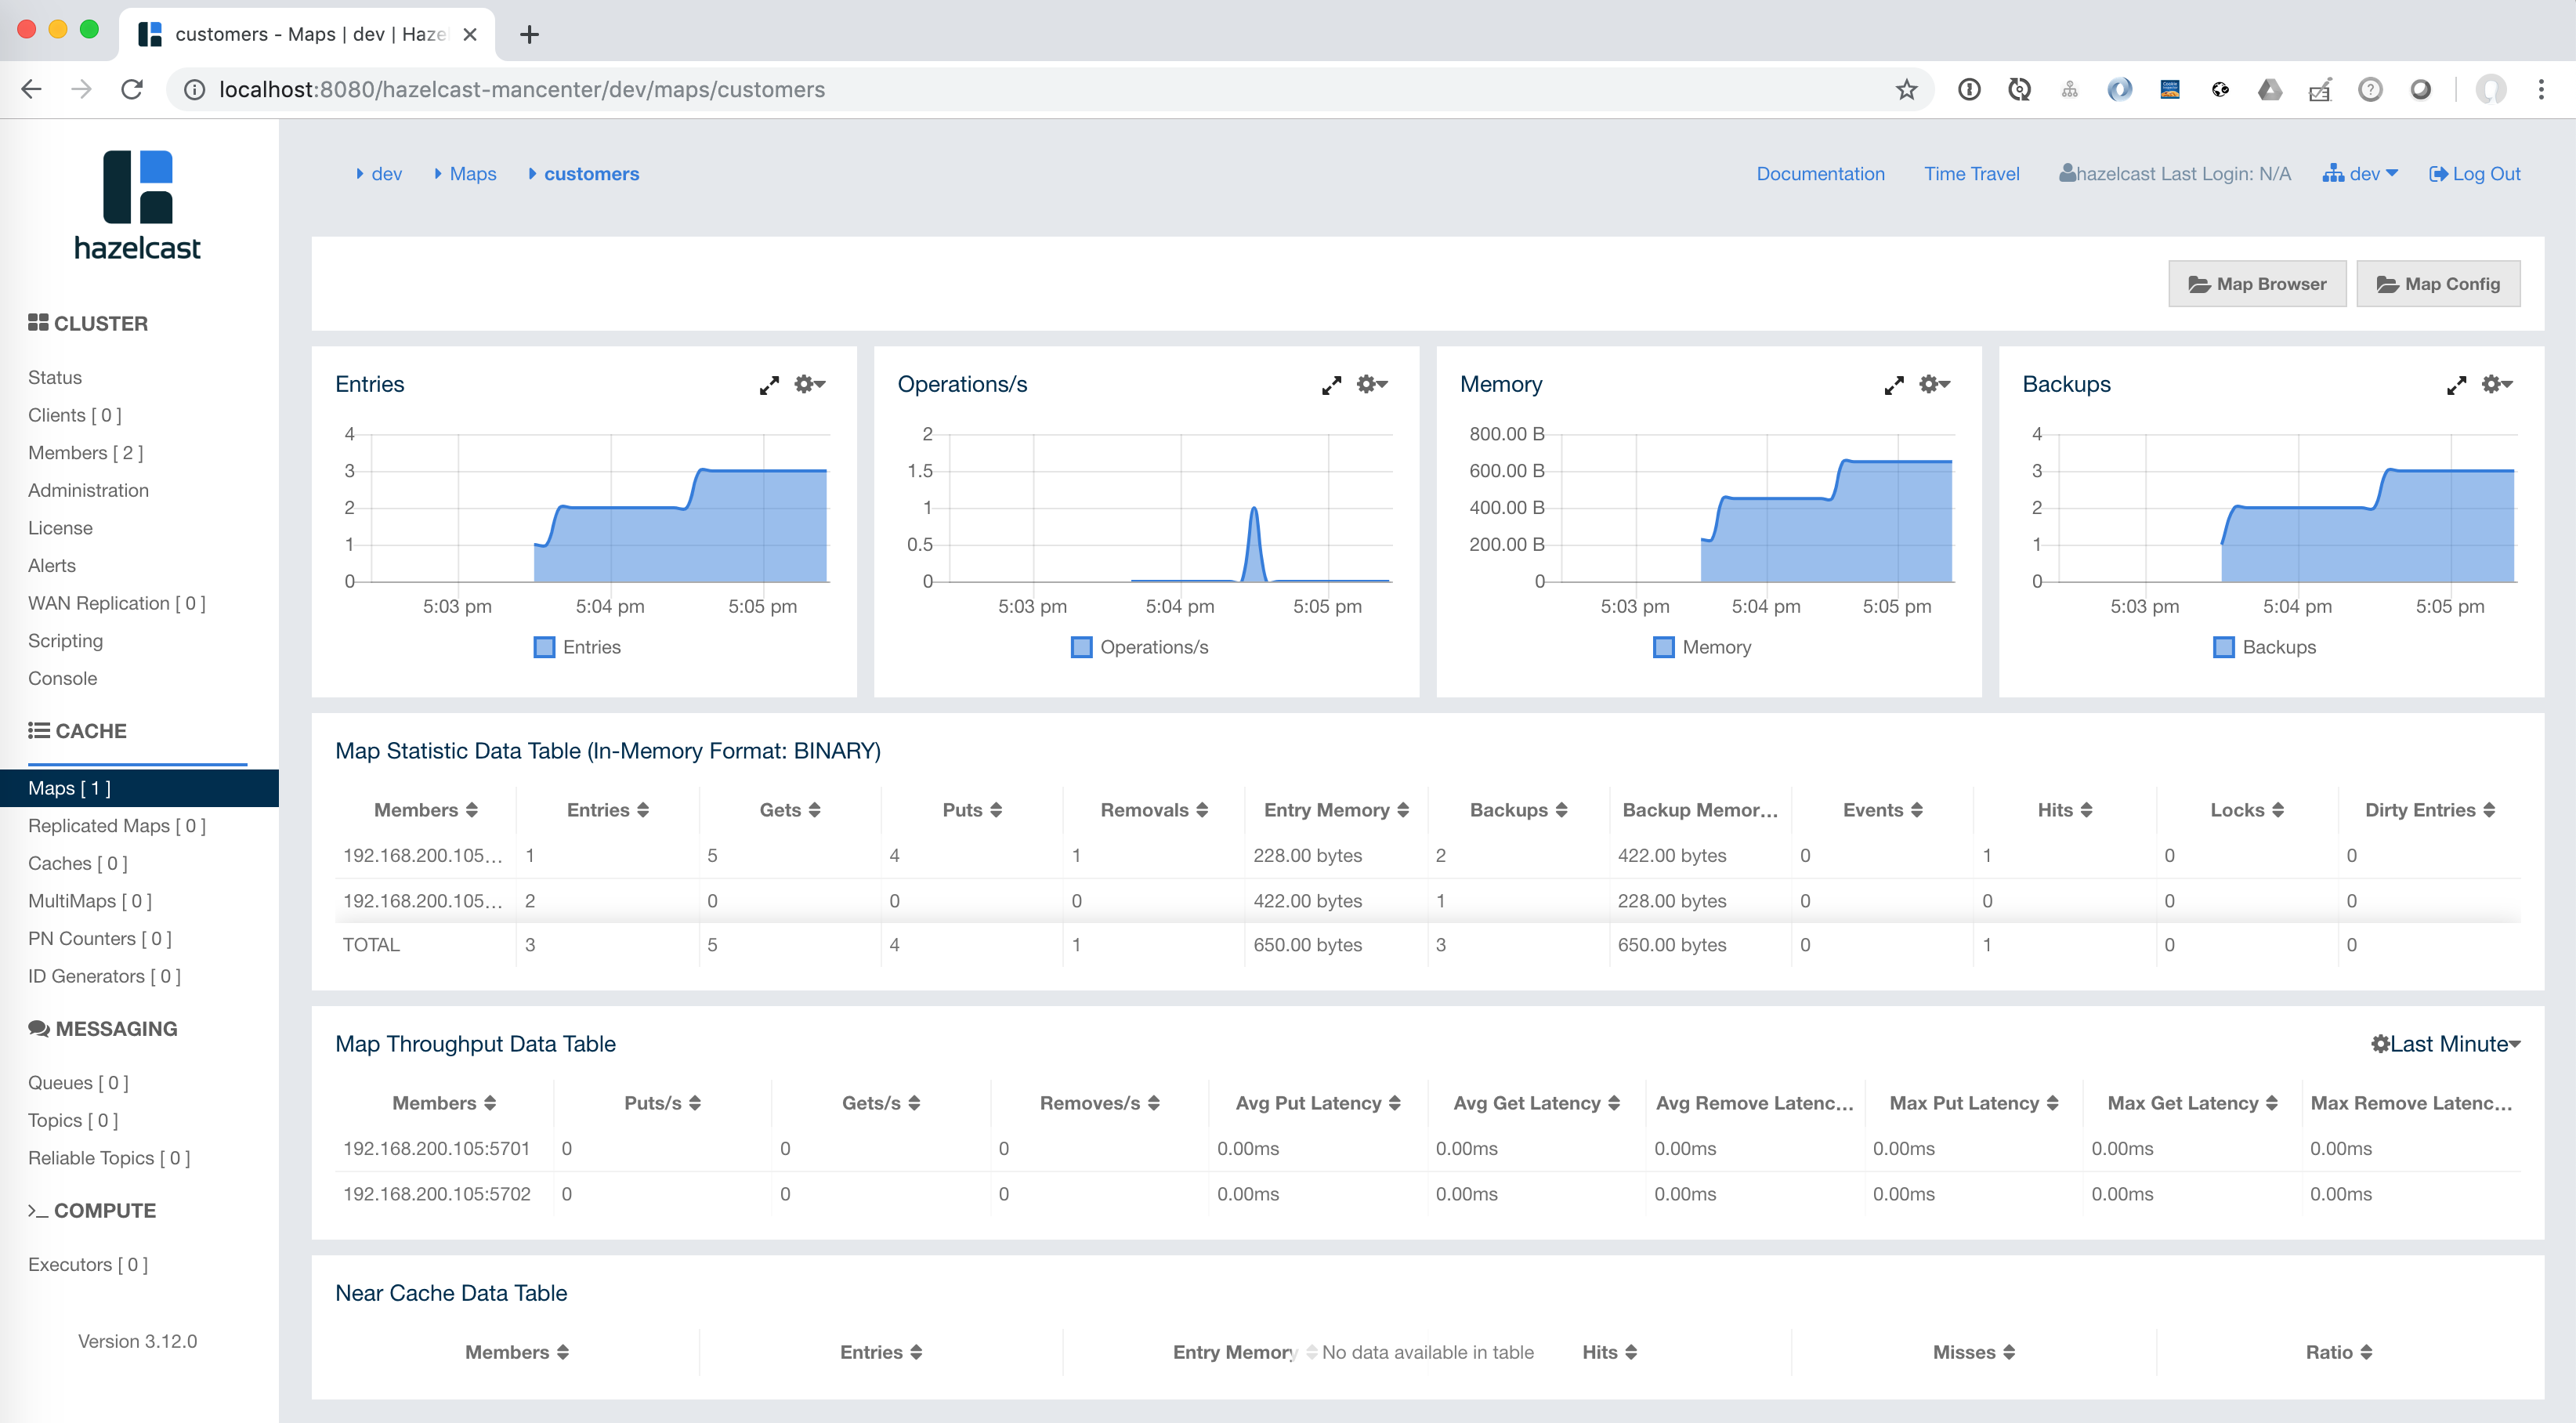 customers - Maps | dev | Haze
localhost:8080/hazelcast-mancenter/dev/maps/customers
hazelcast
dev Maps customers
Documentation Time Travel hazelcast Last Login: N/A dev Log Out
Map Browser Map Config
CLUSTER
Status
Clients [ 0 ]
Members [ 2 ]
Administration
License
Alerts
WAN Replication [ 0 ]
Scripting
Console
CACHE
Maps [ 1 ]
Replicated Maps [ 0 ]
Caches [ 0 ]
MultiMaps [ 0 ]
PN Counters [ 0 ]
ID Generators [ 0 ]
MESSAGING
Queues [ 0 ]
Topics [ 0 ]
Reliable Topics [ 0 ]
COMPUTE
Executors [ 0 ]
Version 3.12.0
Entries
4
3
2
1
0
5:03 pm 5:04 pm 5:05 pm
Entries
Operations/s
2
1.5
1
0.5
0
5:03 pm 5:04 pm 5:05 pm
Operations/s
Memory
800.00 B
600.00 B
400.00 B
200.00 B
0
5:03 pm 5:04 pm 5:05 pm
Memory
Backups
4
3
2
1
0
5:03 pm 5:04 pm 5:05 pm
Backups
Map Statistic Data Table (In-Memory Format: BINARY)
Members Entries Gets Puts Removals Entry Memory Backups Backup Memor... Events Hits Locks Dirty Entries
192.168.200.105... 1 5 4 1 228.00 bytes 2 422.00 bytes 0 1 0 0
192.168.200.105... 2 0 0 0 422.00 bytes 1 228.00 bytes 0 0 0 0
TOTAL 3 5 4 1 650.00 bytes 3 650.00 bytes 0 1 0 0
Map Throughput Data Table
Last Minute
Members Puts/s Gets/s Removes/s Avg Put Latency Avg Get Latency Avg Remove Latenc... Max Put Latency Max Get Latency Max Remove Latenc...
192.168.200.105:5701 0 0 0 0.00ms 0.00ms 0.00ms 0.00ms 0.00ms 0.00ms
192.168.200.105:5702 0 0 0 0.00ms 0.00ms 0.00ms 0.00ms 0.00ms 0.00ms
Near Cache Data Table
Members Entries Entry Memory No data available in table Hits Misses Ratio